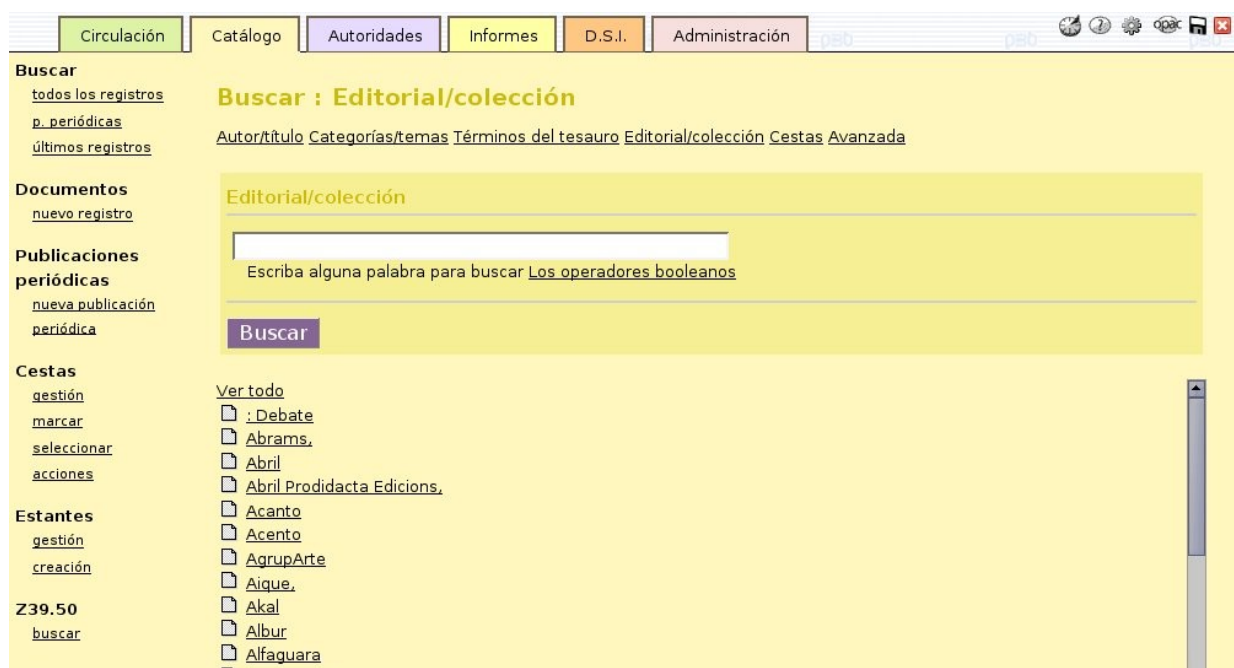 Circulación Catálogo Autoridades Informes D.S.I. Administración opac
Buscar
todos los registros
p. periódicas
últimos registros
Documentos
nuevo registro
Publicaciones
periódicas
nueva publicación
periódica
Cestas
gestión
marcar
seleccionar
acciones
Estantes
gestión
creación
Z39.50
buscar
Buscar : Editorial/colección
Autor/título Categorías/temas Términos del tesauro Editorial/colección Cestas Avanzada
Editorial/colección
Escriba alguna palabra para buscar Los operadores booleanos
Buscar
Ver todo
: Debate
Abrams,
Abril
Abril Prodidacta Edicions,
Acanto
Acento
AgrupArte
Aique,
Akal
Albur
Alfaguara